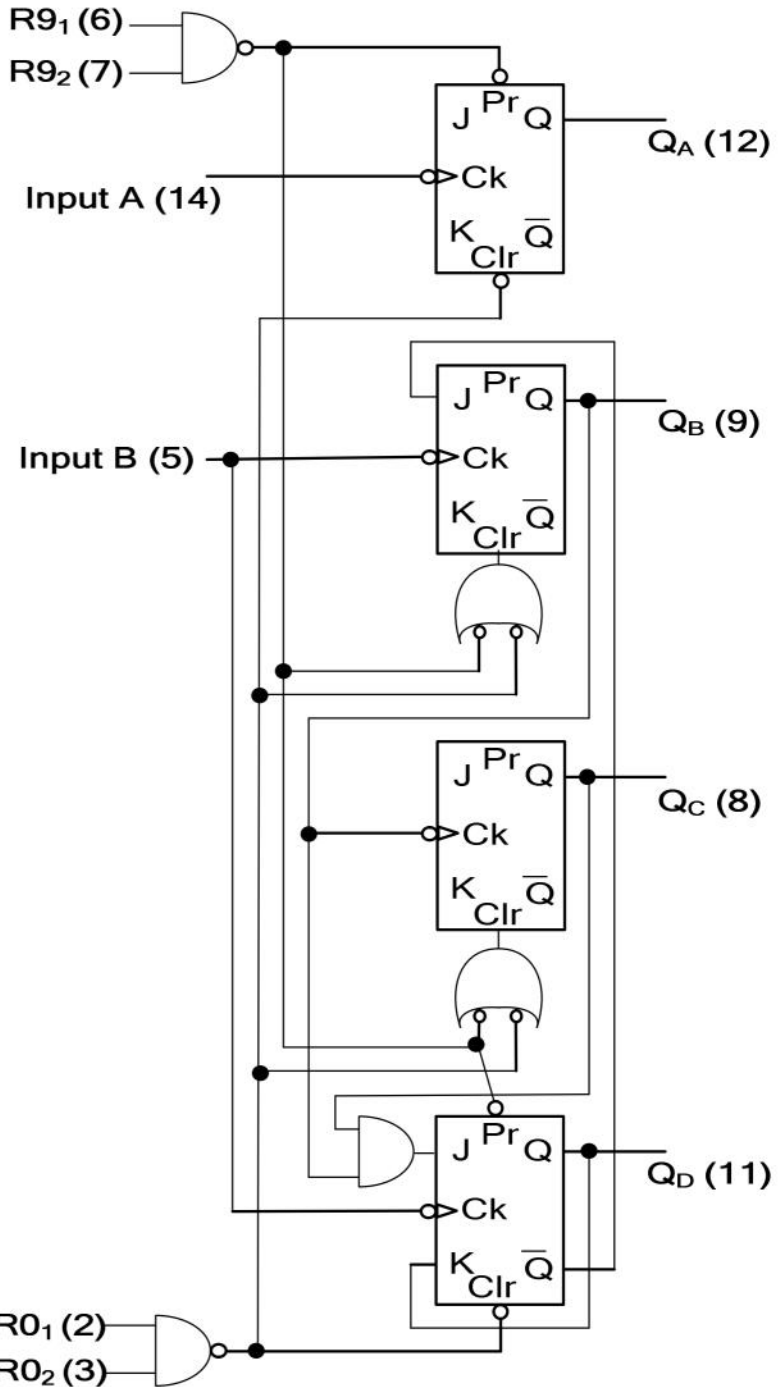 R9₁ (6)
R9₂ (7)
J Pr Q
Q_A (12)
Input A (14)
Ck
K Clr Q̅
J Pr Q
Q_B (9)
Input B (5)
Ck
K Clr Q̅
J Pr Q
Q_C (8)
Ck
K Clr Q̅
J Pr Q
Q_D (11)
Ck
K Clr Q̅
R0₁ (2)
R0₂ (3)